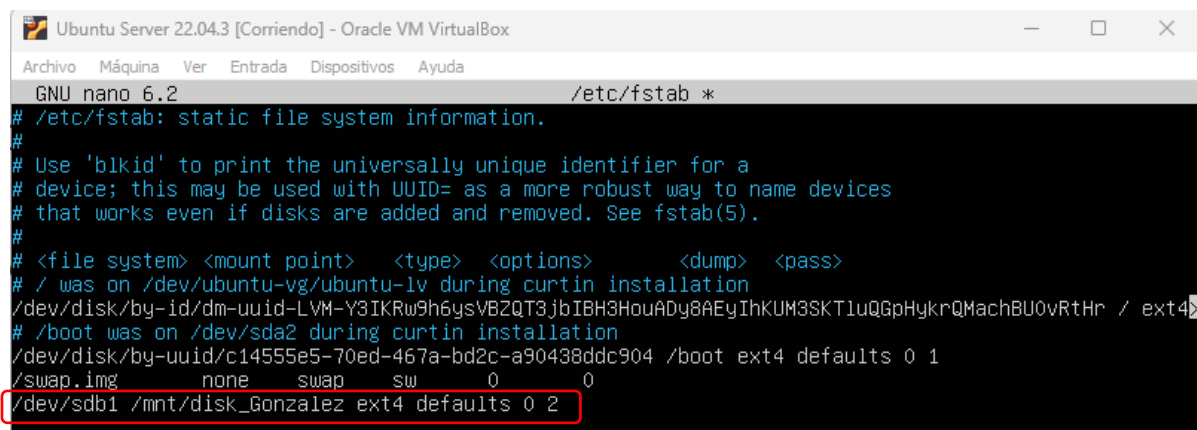 Ubuntu Server 22.04.3 [Corriendo] - Oracle VM VirtualBox
Archivo Máquina Ver Entrada Dispositivos Ayuda
GNU nano 6.2 /etc/fstab *
# /etc/fstab: static file system information.
#
# Use 'blkid' to print the universally unique identifier for a
# device; this may be used with UUID= as a more robust way to name devices
# that works even if disks are added and removed. See fstab(5).
#
# <file system> <mount point> <type> <options> <dump> <pass>
# / was on /dev/ubuntu-vg/ubuntu-lv during curtin installation
/dev/disk/by-id/dm-uuid-LVM-Y3IKRw9h6ysVBZQT3jbIBH3HouADy8AEyIhKUM3SKTluQGpHykrQMachBUOvRtHr / ext4>
# /boot was on /dev/sda2 during curtin installation
/dev/disk/by-uuid/c14555e5-70ed-467a-bd2c-a90438ddc904 /boot ext4 defaults 0 1
/swap.img none swap sw 0 0
/dev/sdb1 /mnt/disk_Gonzalez ext4 defaults 0 2